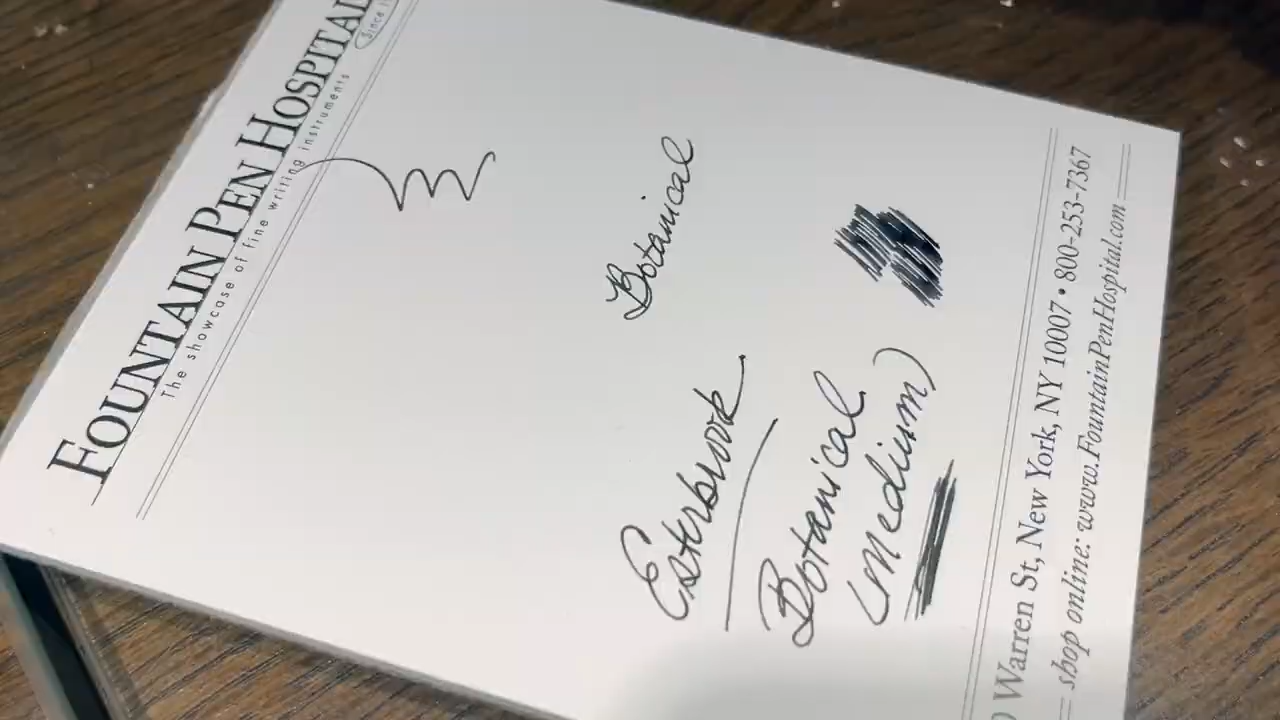 FOUNTAIN PEN HOSPITAL
Since
The showcase of fine writing instruments
Botanical
Esterbrook
Botanical
(medium)
Warren St, New York, NY 10007 • 800-253-7367
shop online: www.FountainPenHospital.com